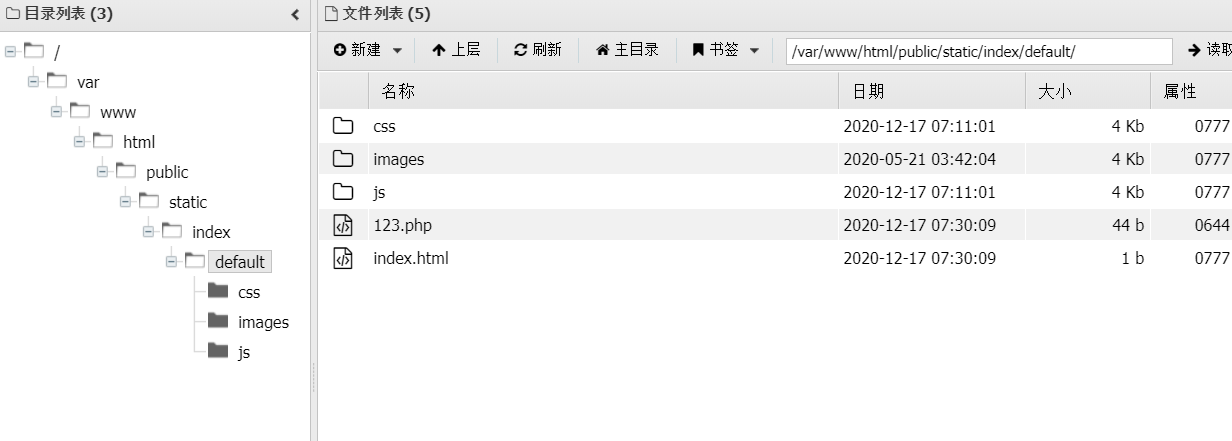 目录列表 (3)
/
var
www
html
public
static
index
default
css
images
js
文件列表 (5)
新建 上层 刷新 主目录 书签 /var/www/html/public/static/index/default/ 读取
名称 日期 大小 属性
css 2020-12-17 07:11:01 4 Kb 0777
images 2020-05-21 03:42:04 4 Kb 0777
js 2020-12-17 07:11:01 4 Kb 0777
123.php 2020-12-17 07:30:09 44 b 0644
index.html 2020-12-17 07:30:09 1 b 0777